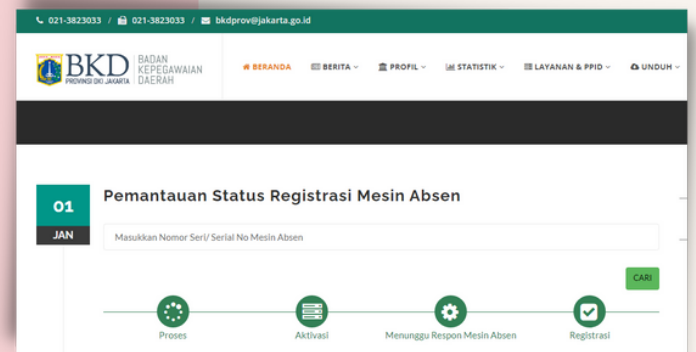 021-3823033 / 021-3823033 / bkdprov@jakarta.go.id
BKD BADAN KEPEGAWAIAN DAERAH
PROVINSI DKI JAKARTA
BERANDA BERITA PROFIL STATISTIK LAYANAN & PPID UNDUH
01
JAN
Pemantauan Status Registrasi Mesin Absen
Masukkan Nomor Seri/ Serial No Mesin Absen
CARI
Proses Aktivasi Menunggu Respon Mesin Absen Registrasi